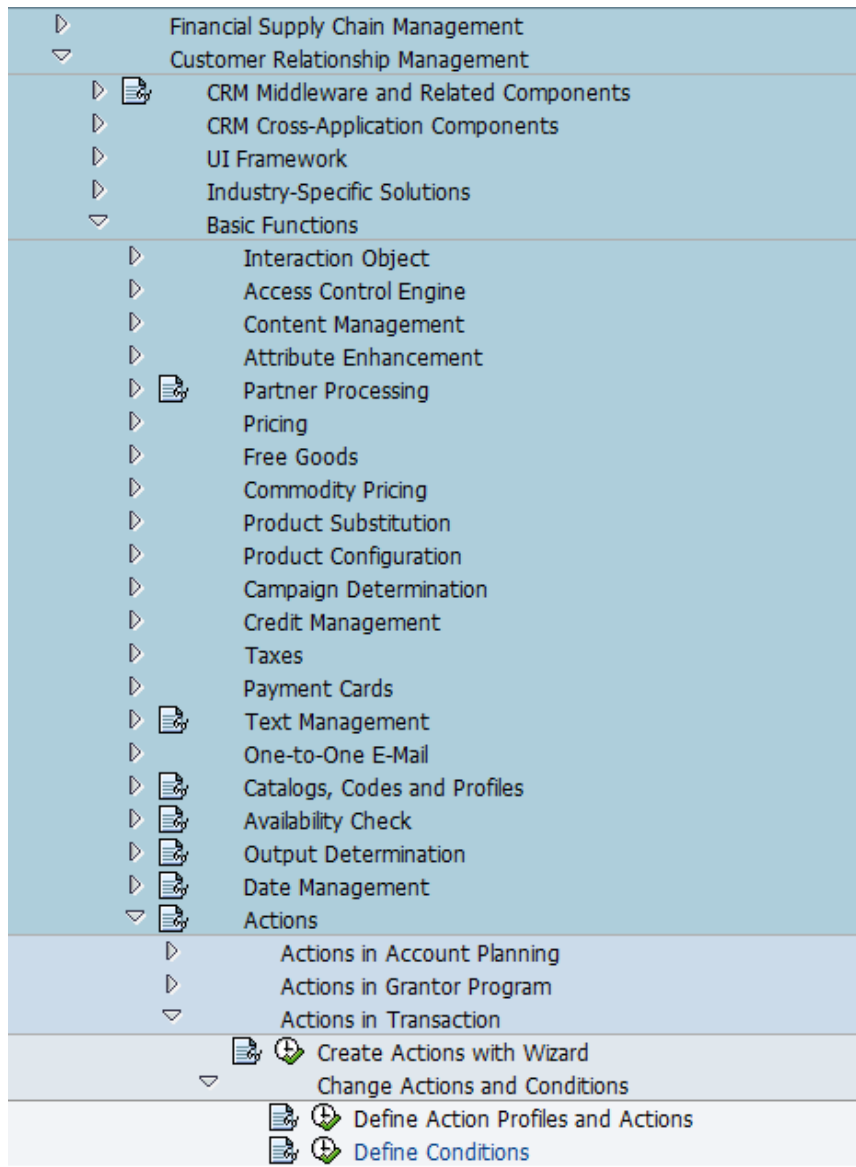 Financial Supply Chain Management
Customer Relationship Management
CRM Middleware and Related Components
CRM Cross-Application Components
UI Framework
Industry-Specific Solutions
Basic Functions
Interaction Object
Access Control Engine
Content Management
Attribute Enhancement
Partner Processing
Pricing
Free Goods
Commodity Pricing
Product Substitution
Product Configuration
Campaign Determination
Credit Management
Taxes
Payment Cards
Text Management
One-to-One E-Mail
Catalogs, Codes and Profiles
Availability Check
Output Determination
Date Management
Actions
Actions in Account Planning
Actions in Grantor Program
Actions in Transaction
Create Actions with Wizard
Change Actions and Conditions
Define Action Profiles and Actions
Define Conditions